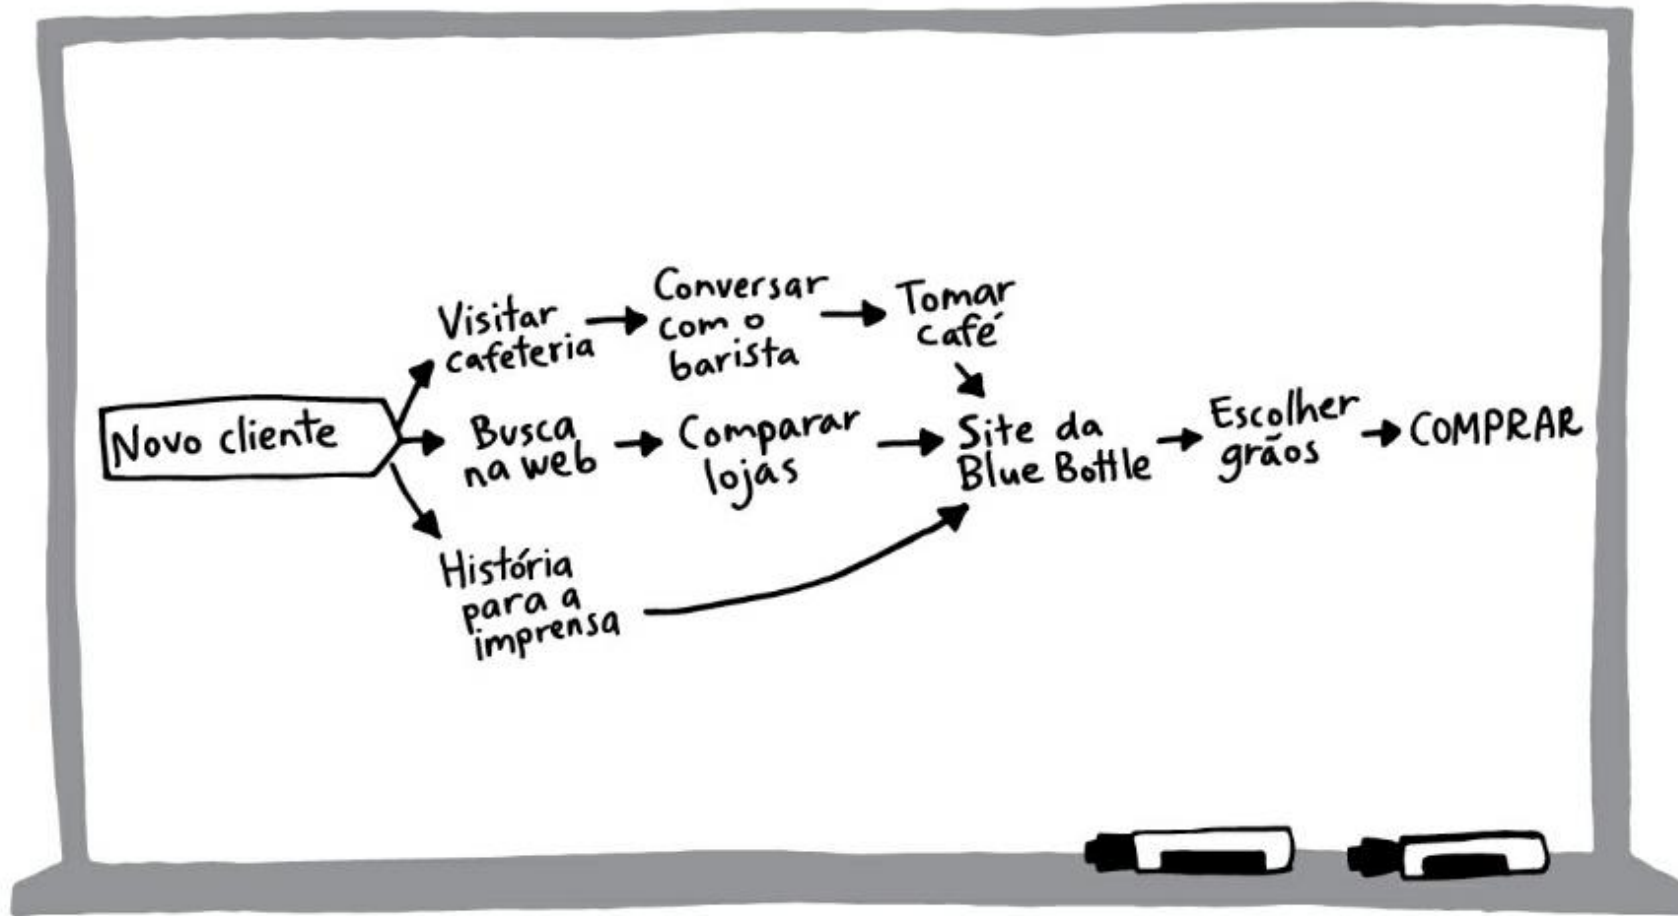 Novo cliente
Visitar
cafeteria
Conversar
com o
barista
Tomar
café
Busca
na web
Comparar
lojas
História
para a
imprensa
Site da
Blue Bottle
Escolher
grãos
COMPRAR